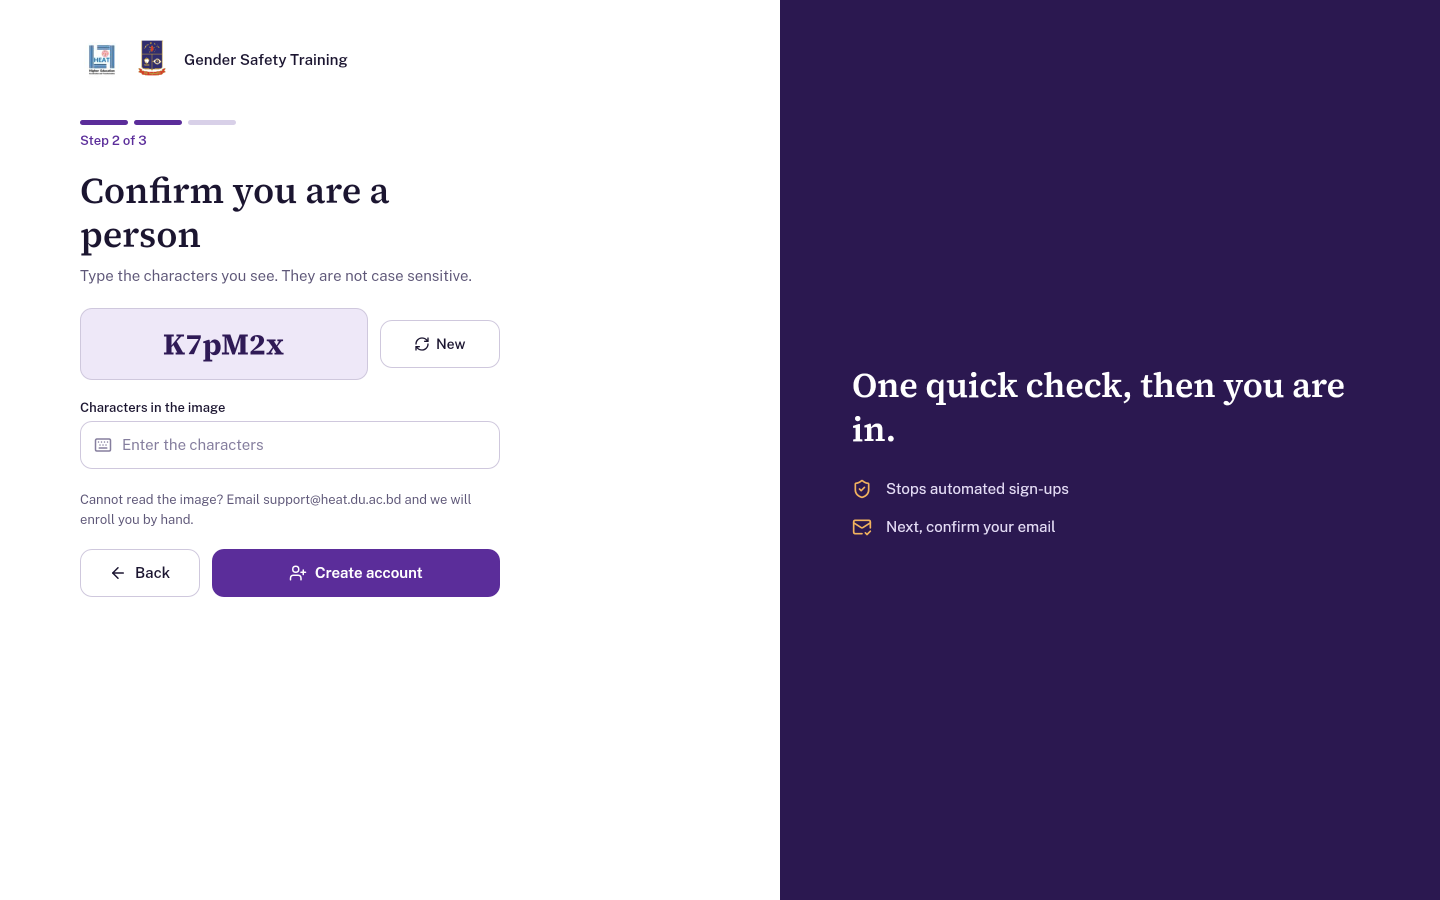 HEAT
Gender Safety Training
Step 2 of 3
Confirm you are a
person
Type the characters you see. They are not case sensitive.
K7pM2x
New
Characters in the image
Enter the characters
Cannot read the image? Email support@heat.du.ac.bd and we will
enroll you by hand.
Back
Create account
One quick check, then you are
in.
Stops automated sign-ups
Next, confirm your email